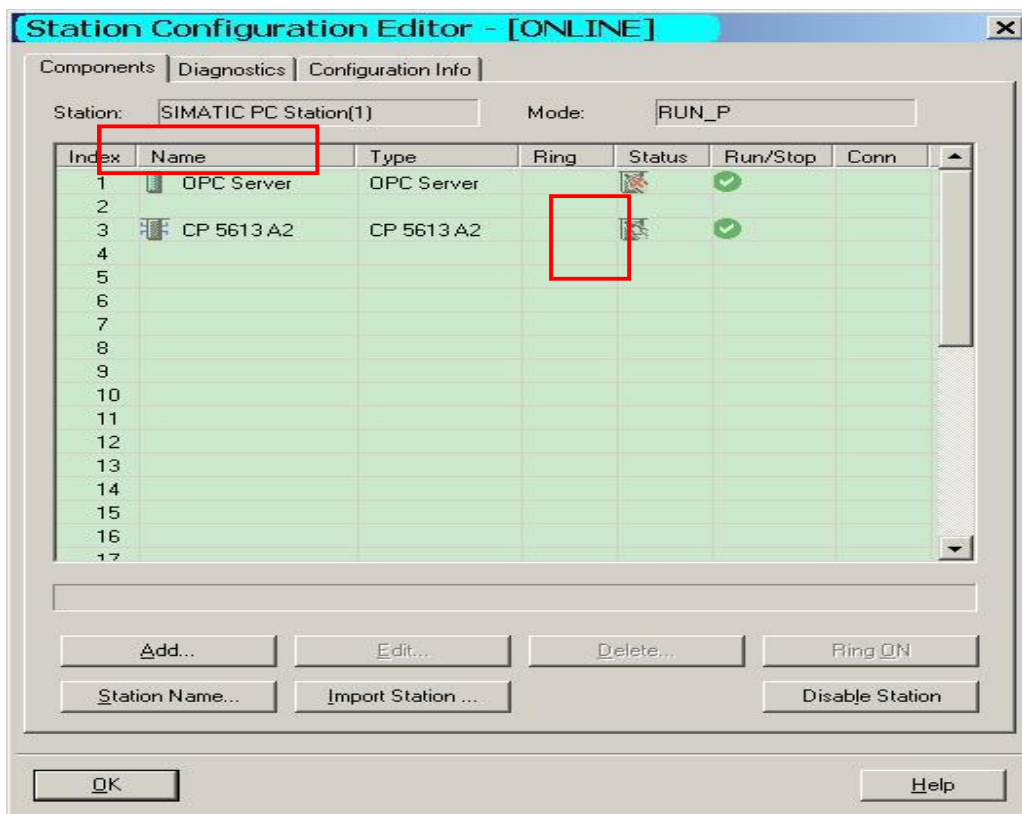 Station Configuration Editor - [ONLINE]
Components Diagnostics Configuration Info
Station: SIMATIC PC Station(1) Mode: RUN_P
Index Name Type Ring Status Run/Stop Conn
1 OPC Server OPC Server
2
3 CP 5613 A2 CP 5613 A2
4
5
6
7
8
9
10
11
12
13
14
15
16
17
Add... Edit... Delete... Ring ON
Station Name... Import Station ... Disable Station
OK Help